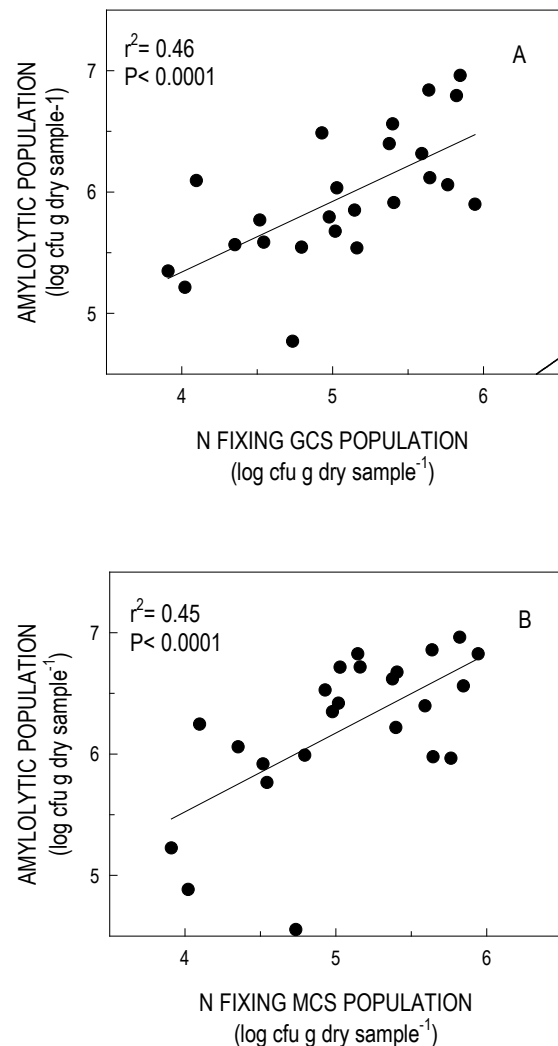 r²= 0.46
P< 0.0001
A
7
6
5
AMYLOLYTIC POPULATION
(log cfu g dry sample-1)
4 5 6
N FIXING GCS POPULATION
(log cfu g dry sample⁻¹)
r²= 0.45
P< 0.0001
B
7
6
5
AMYLOLYTIC POPULATION
(log cfu g dry sample⁻¹)
4 5 6
N FIXING MCS POPULATION
(log cfu g dry sample⁻¹)